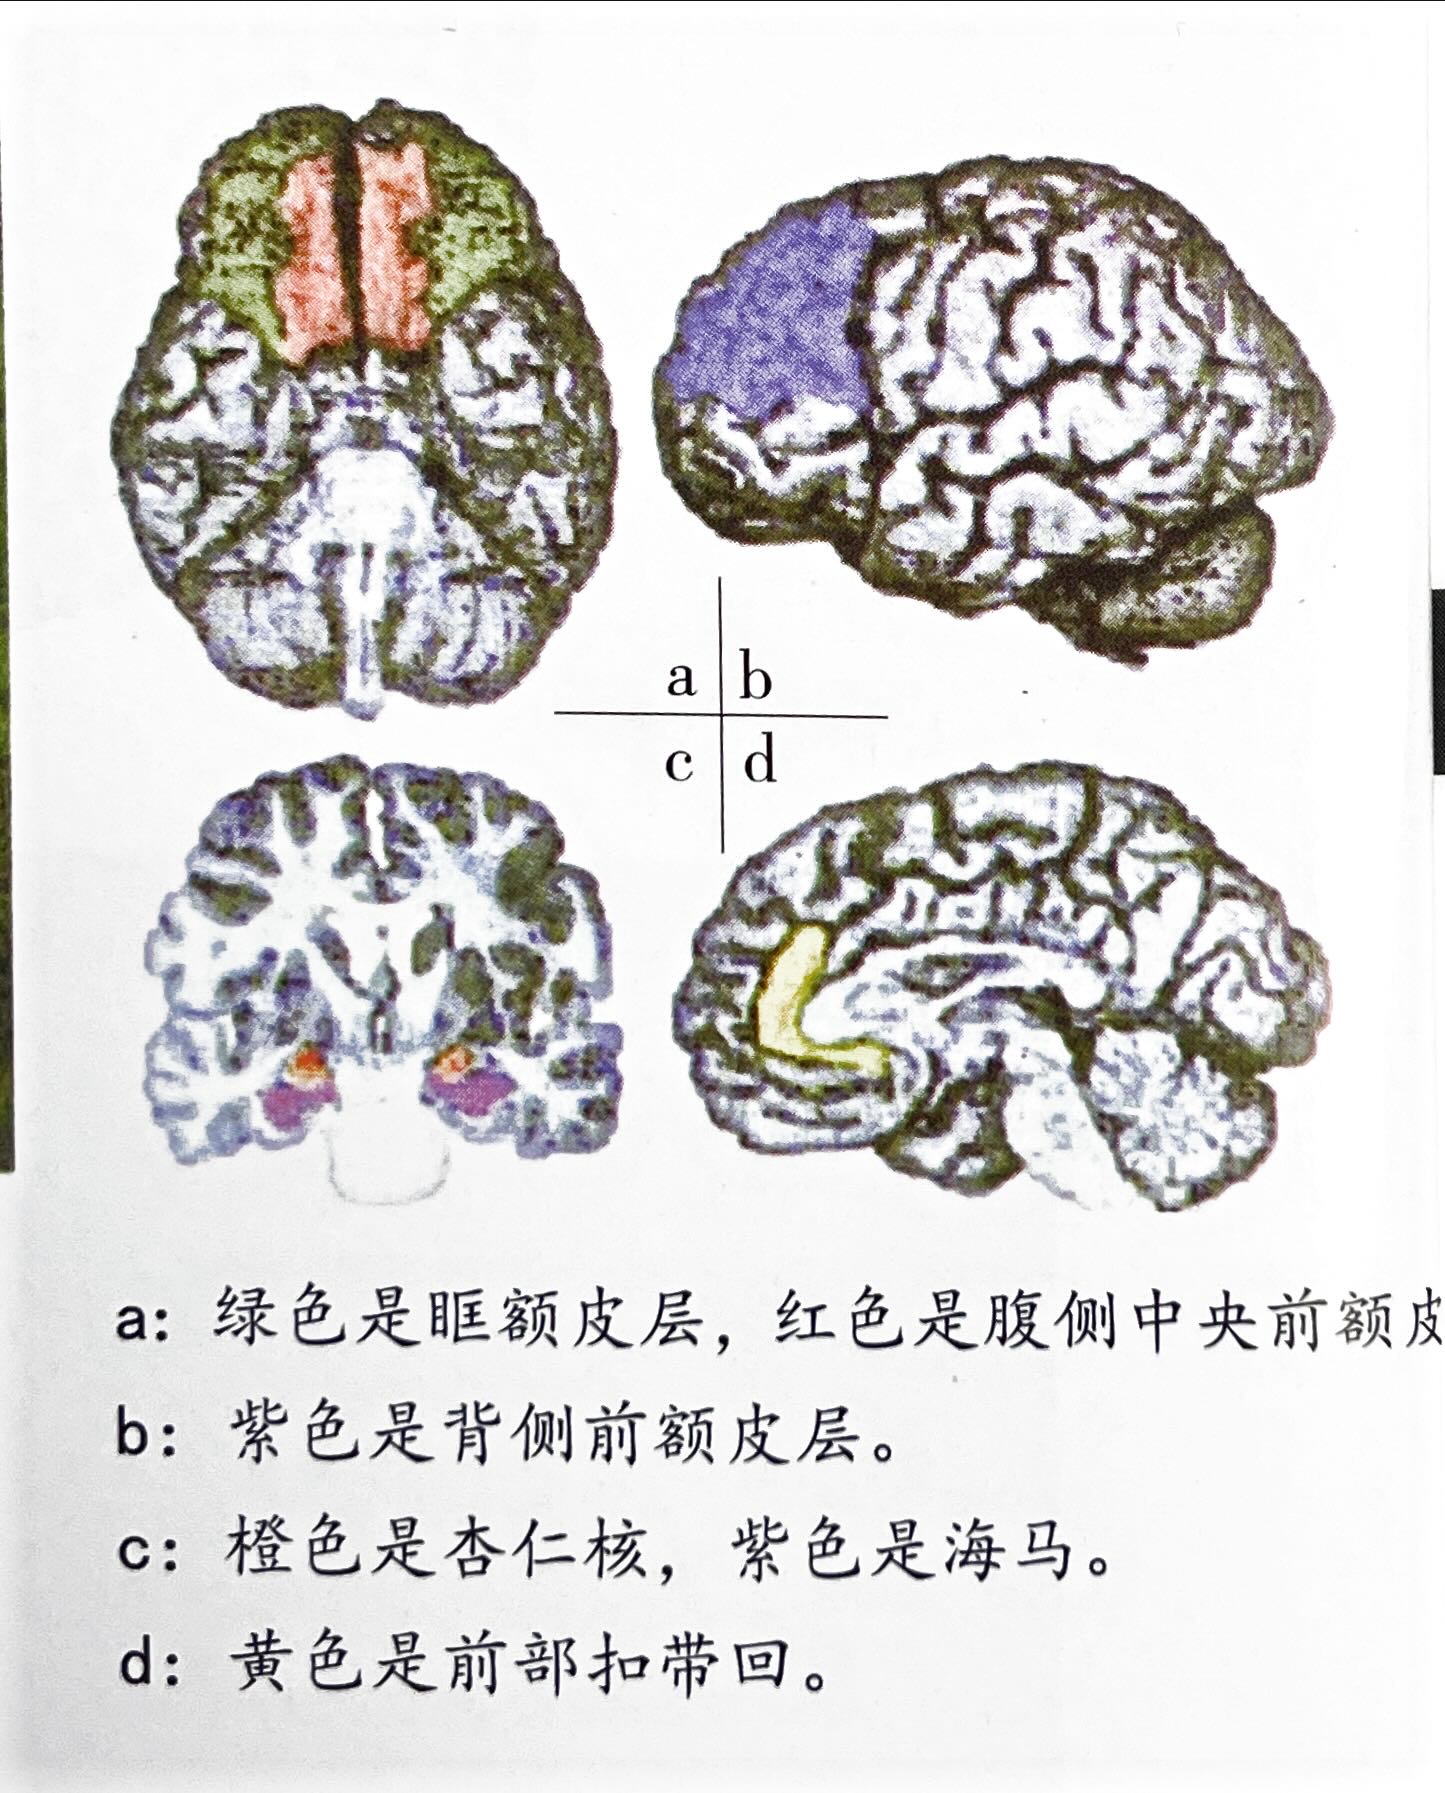 a b
c d
a: 绿色是眶额皮层，红色是腹侧中央前额皮
b: 紫色是背侧前额皮层。
c: 橙色是杏仁核，紫色是海马。
d: 黄色是前部扣带回。